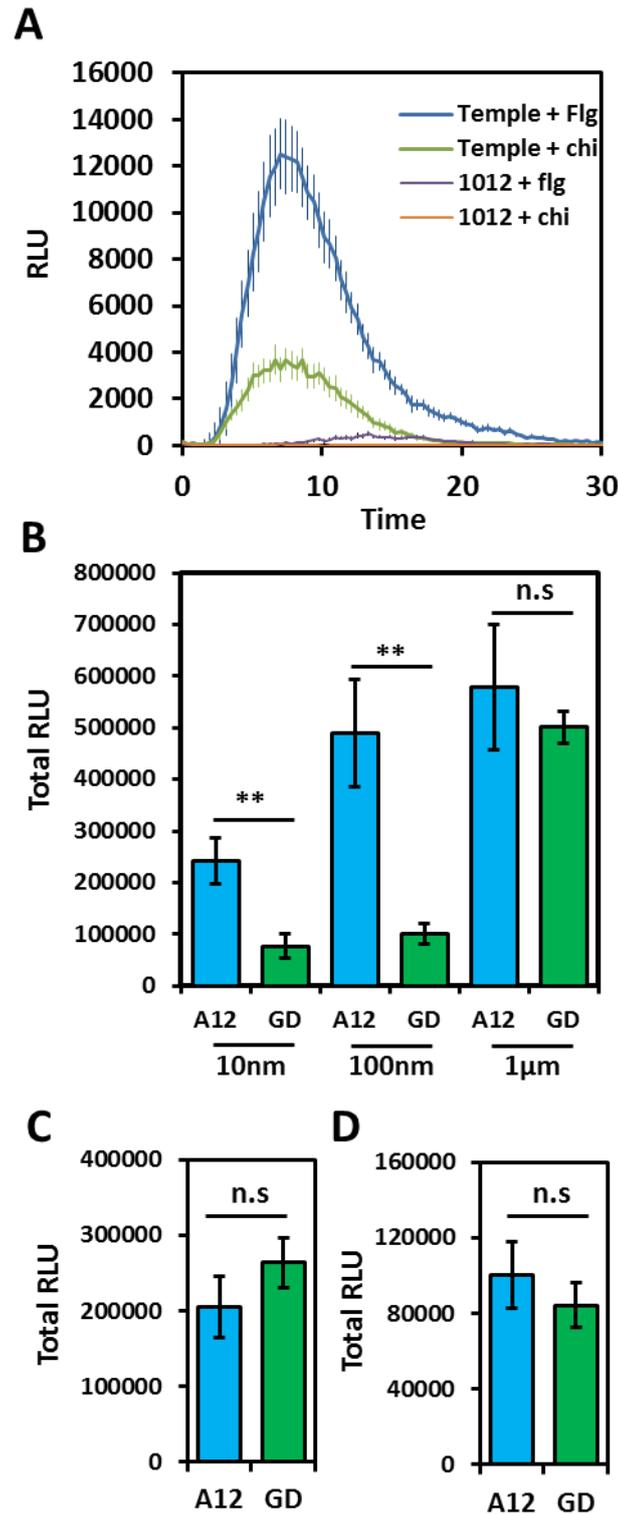 A
16000
14000
12000
10000
8000
6000
4000
2000
0
RLU
Temple + Flg
Temple + chi
1012 + flg
1012 + chi
0 10 20 30
Time
B
800000
700000
600000
500000
400000
300000
200000
100000
0
Total RLU
**
**
n.s
A12 GD A12 GD A12 GD
10nm 100nm 1µm
C
400000
300000
200000
100000
0
Total RLU
n.s
A12 GD
D
160000
120000
80000
40000
0
Total RLU
n.s
A12 GD